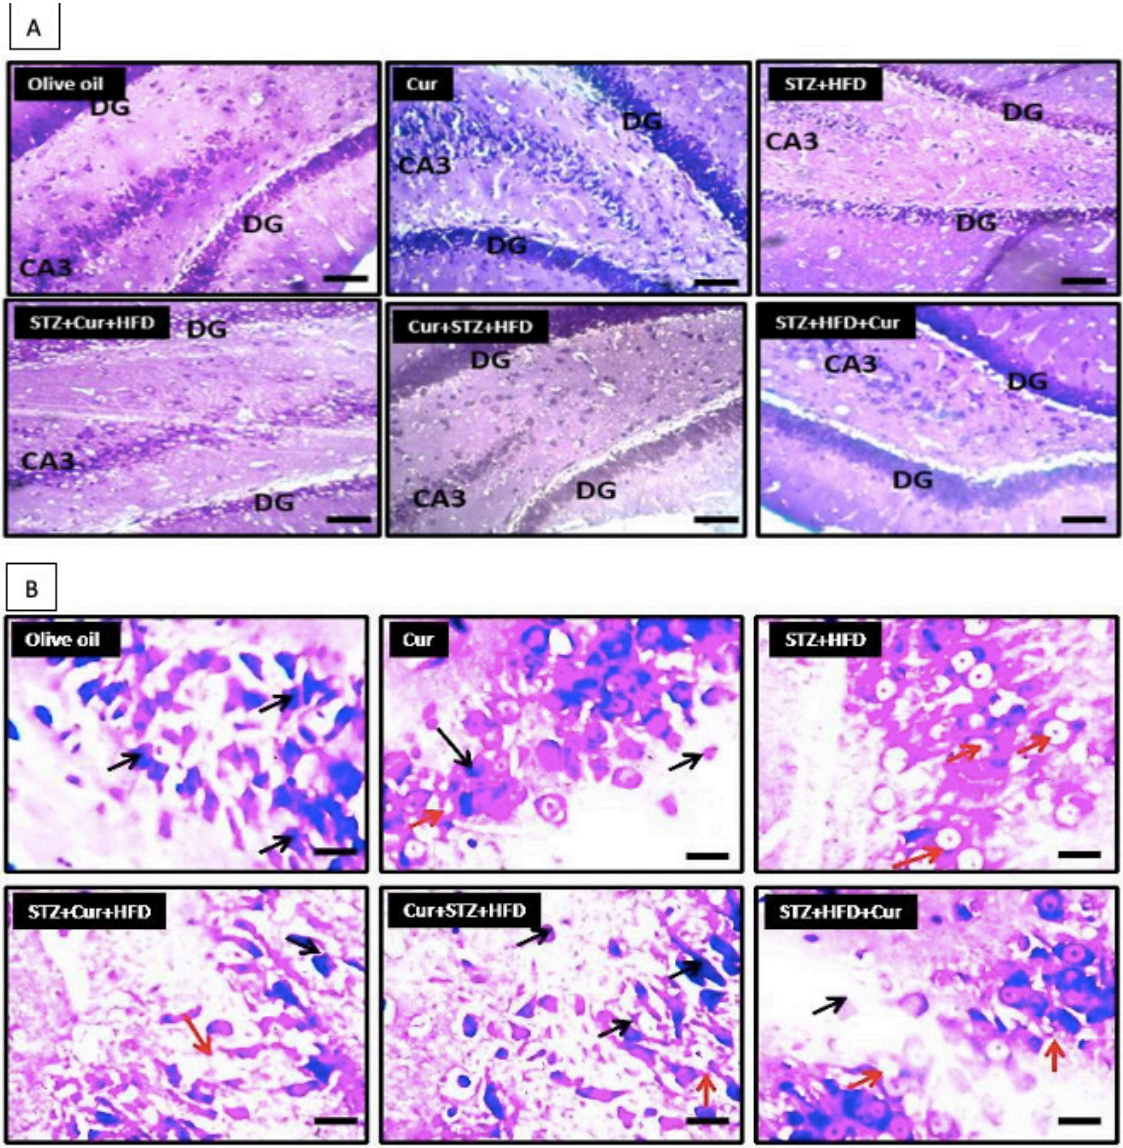 A
Olive oil
DG
DG
CA3
Cur
DG
CA3
DG
STZ+HFD
DG
CA3
DG
STZ+Cur+HFD
DG
CA3
DG
Cur+STZ+HFD
DG
CA3
DG
STZ+HFD+Cur
CA3
DG
DG
B
Olive oil
Cur
STZ+HFD
STZ+Cur+HFD
Cur+STZ+HFD
STZ+HFD+Cur